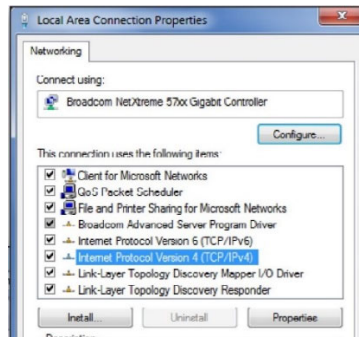 Local Area Connection Properties
Networking
Connect using:
Broadcom NetXtreme 57xx Gigabit Controller
Configure...
This connection uses the following items:
Client for Microsoft Networks
QoS Packet Scheduler
File and Printer Sharing for Microsoft Networks
Broadcom Advanced Server Program Driver
Internet Protocol Version 6 (TCP/IPv6)
Internet Protocol Version 4 (TCP/IPv4)
Link-Layer Topology Discovery Mapper I/O Driver
Link-Layer Topology Discovery Responder
Install... Uninstall Properties